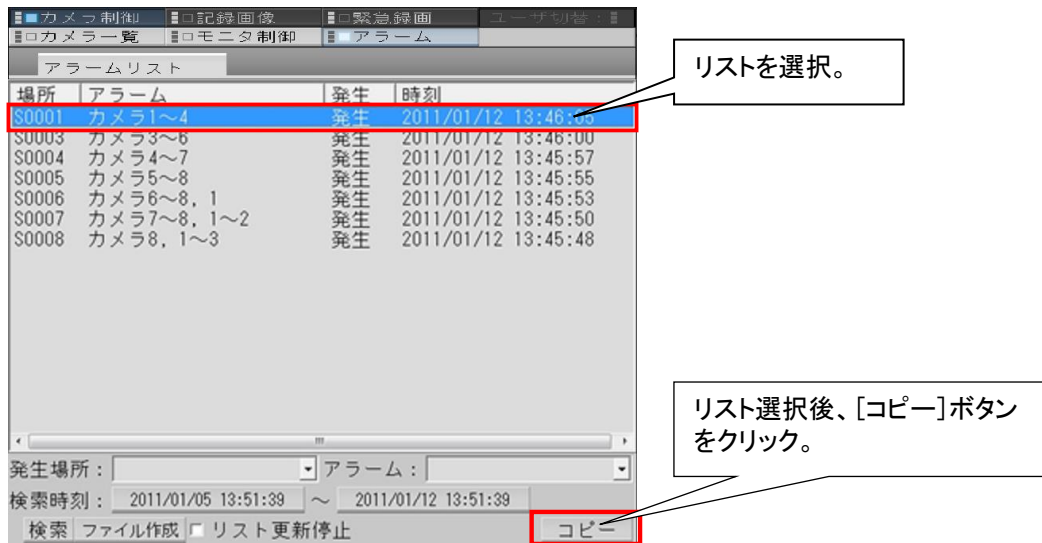 カメラ制御 記録画像 緊急録画 ユーザ切替:
カメラ一覧 モニタ制御 アラーム
アラームリスト
リストを選択。
場所 アラーム 発生 時刻
S0001 カメラ1～4 発生 2011/01/12 13:46:05
S0003 カメラ3～6 発生 2011/01/12 13:46:00
S0004 カメラ4～7 発生 2011/01/12 13:45:57
S0005 カメラ5～8 発生 2011/01/12 13:45:55
S0006 カメラ6～8, 1 発生 2011/01/12 13:45:53
S0007 カメラ7～8, 1～2 発生 2011/01/12 13:45:50
S0008 カメラ8, 1～3 発生 2011/01/12 13:45:48
リスト選択後、[コピー]ボタン
をクリック。
発生場所: アラーム:
検索時刻: 2011/01/05 13:51:39 ～ 2011/01/12 13:51:39
検索 ファイル作成 リスト更新停止 コピー